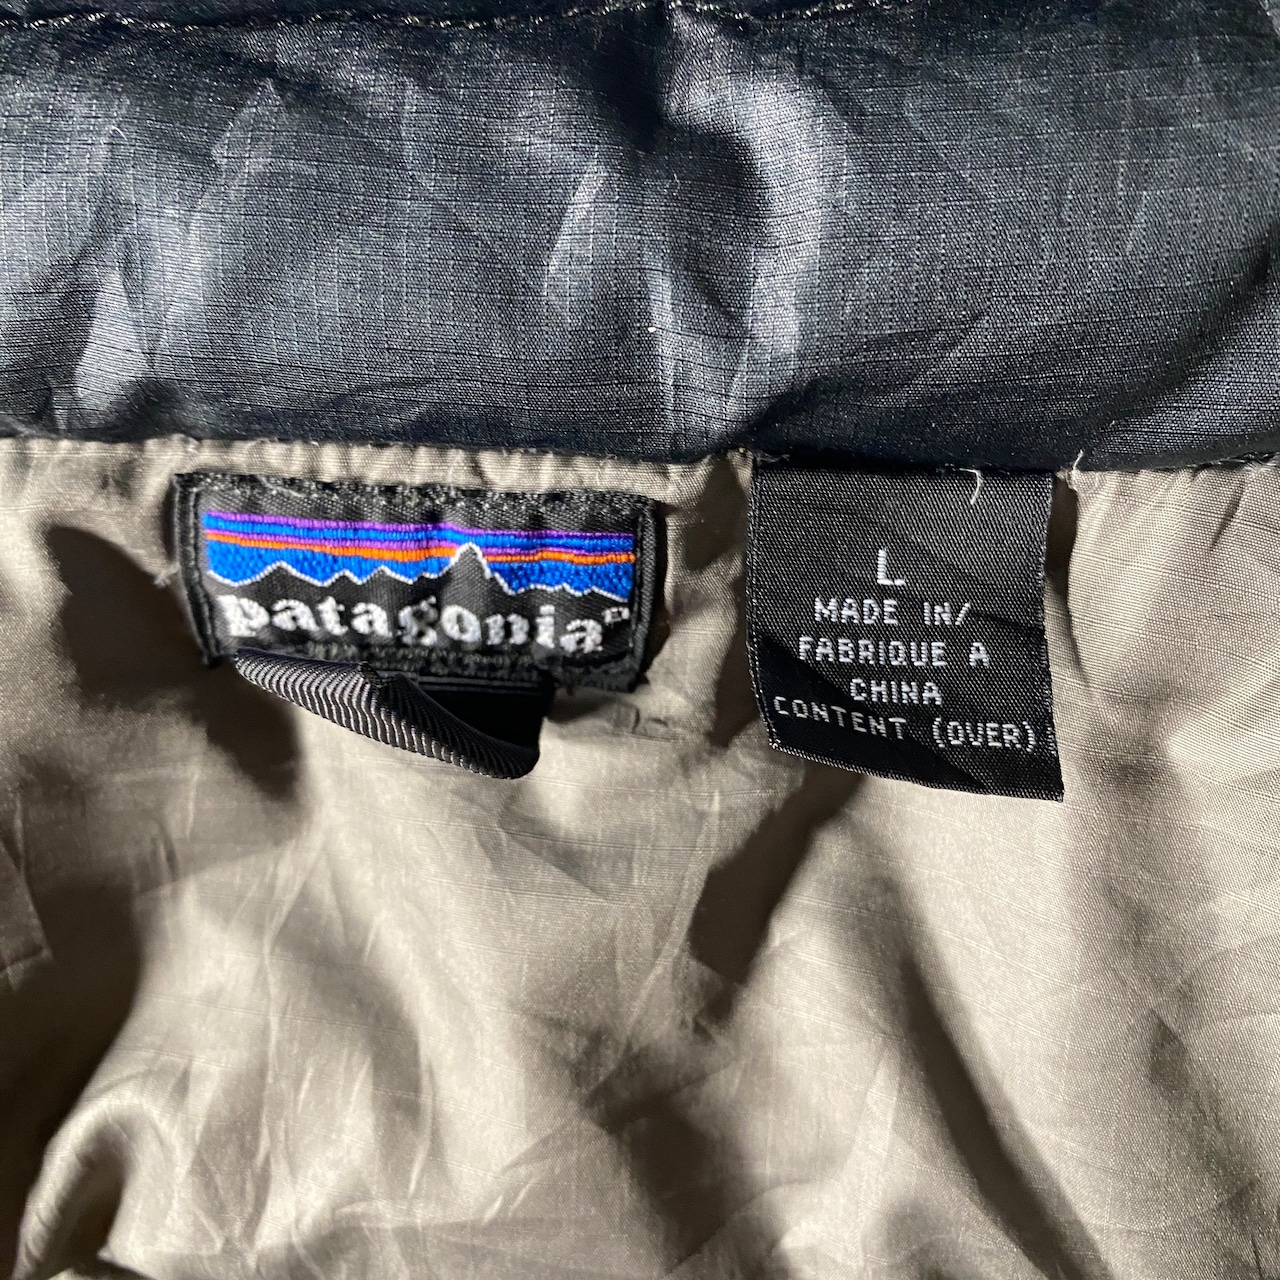 patagonia
L
MADE IN/
FABRIQUE A
CHINA
CONTENT (OVER)